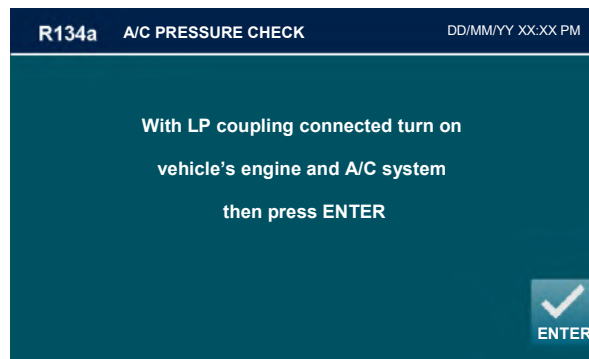 R134a A/C PRESSURE CHECK DD/MM/YY XX:XX PM
With LP coupling connected turn on
vehicle's engine and A/C system
then press ENTER
ENTER